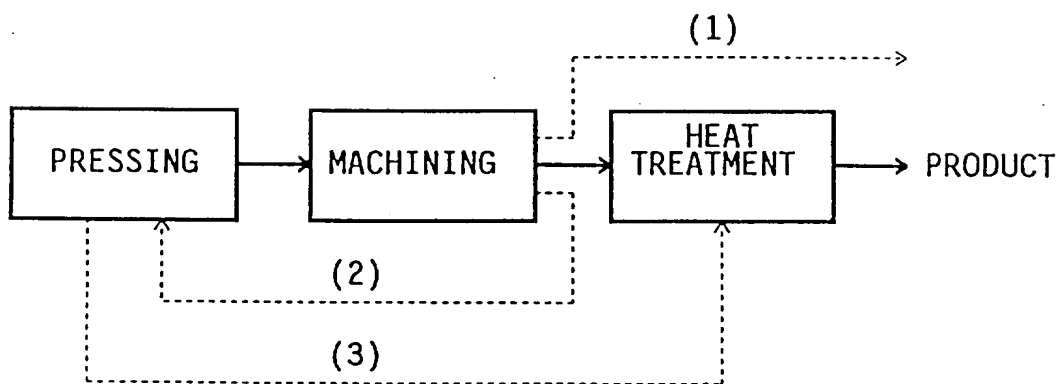 (1)
PRESSING
MACHINING
HEAT
TREATMENT
PRODUCT
(2)
(3)